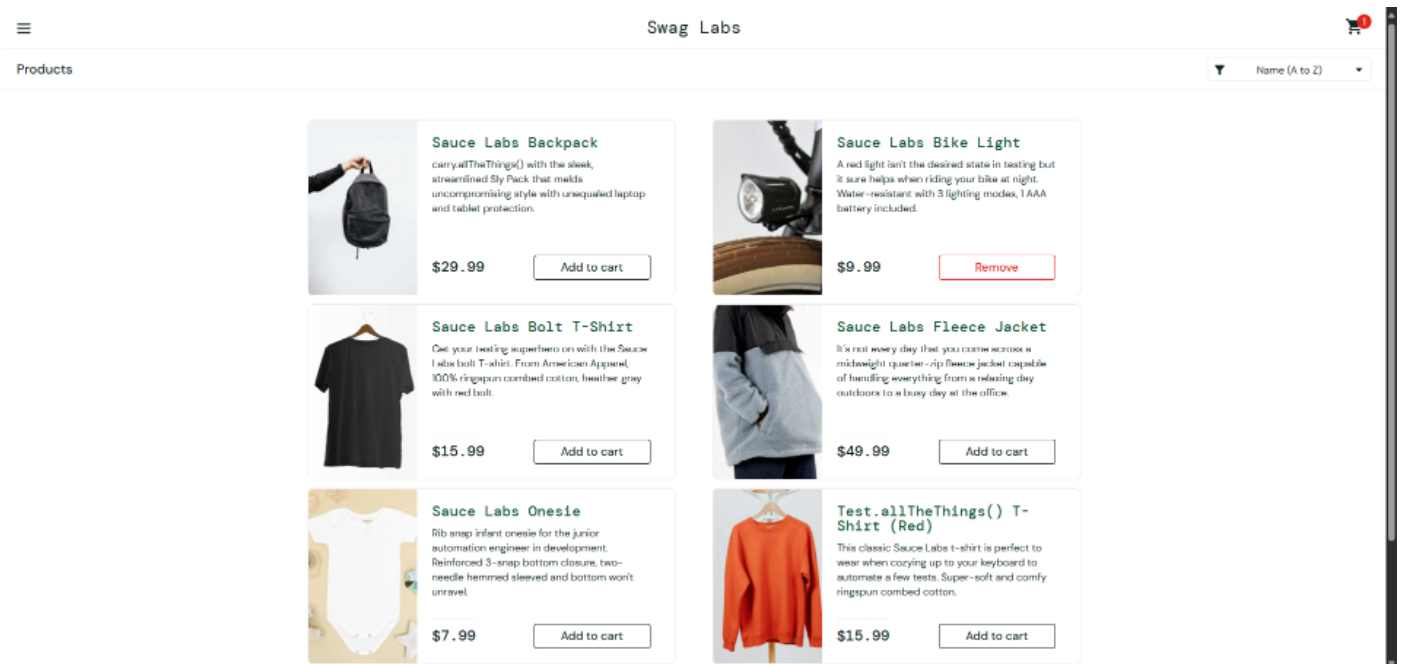 Swag Labs
1
Products
Name (A to Z)
Sauce Labs Backpack
carry.allTheThings() with the sleek,
streamlined Sly Pack that melds
uncompromising style with unequaled laptop
and tablet protection.
$29.99
Add to cart
Sauce Labs Bike Light
A red light isn't the desired state in testing but
it sure helps when riding your bike at night.
Water-resistant with 3 lighting modes, 1 AAA
battery included.
$9.99
Remove
Sauce Labs Bolt T-Shirt
Get your testing superhero on with the Sauce
Labs bolt T-shirt. From American Apparel,
100% ringspun combed cotton, heather gray
with red bolt.
$15.99
Add to cart
Sauce Labs Fleece Jacket
It's not every day that you come across a
midweight quarter-zip fleece jacket capable
of handling everything from a relaxing day
outdoors to a busy day at the office.
$49.99
Add to cart
Sauce Labs Onesie
Rib snap infant onesie for the junior
automation engineer in development.
Reinforced 3-snap bottom closure, two-
needle hemmed sleeved and bottom won't
unravel.
$7.99
Add to cart
Test.allTheThings() T-
Shirt (Red)
This classic Sauce Labs t-shirt is perfect to
wear when cozying up to your keyboard to
automate a few tests. Super-soft and comfy
ringspun combed cotton.
$15.99
Add to cart